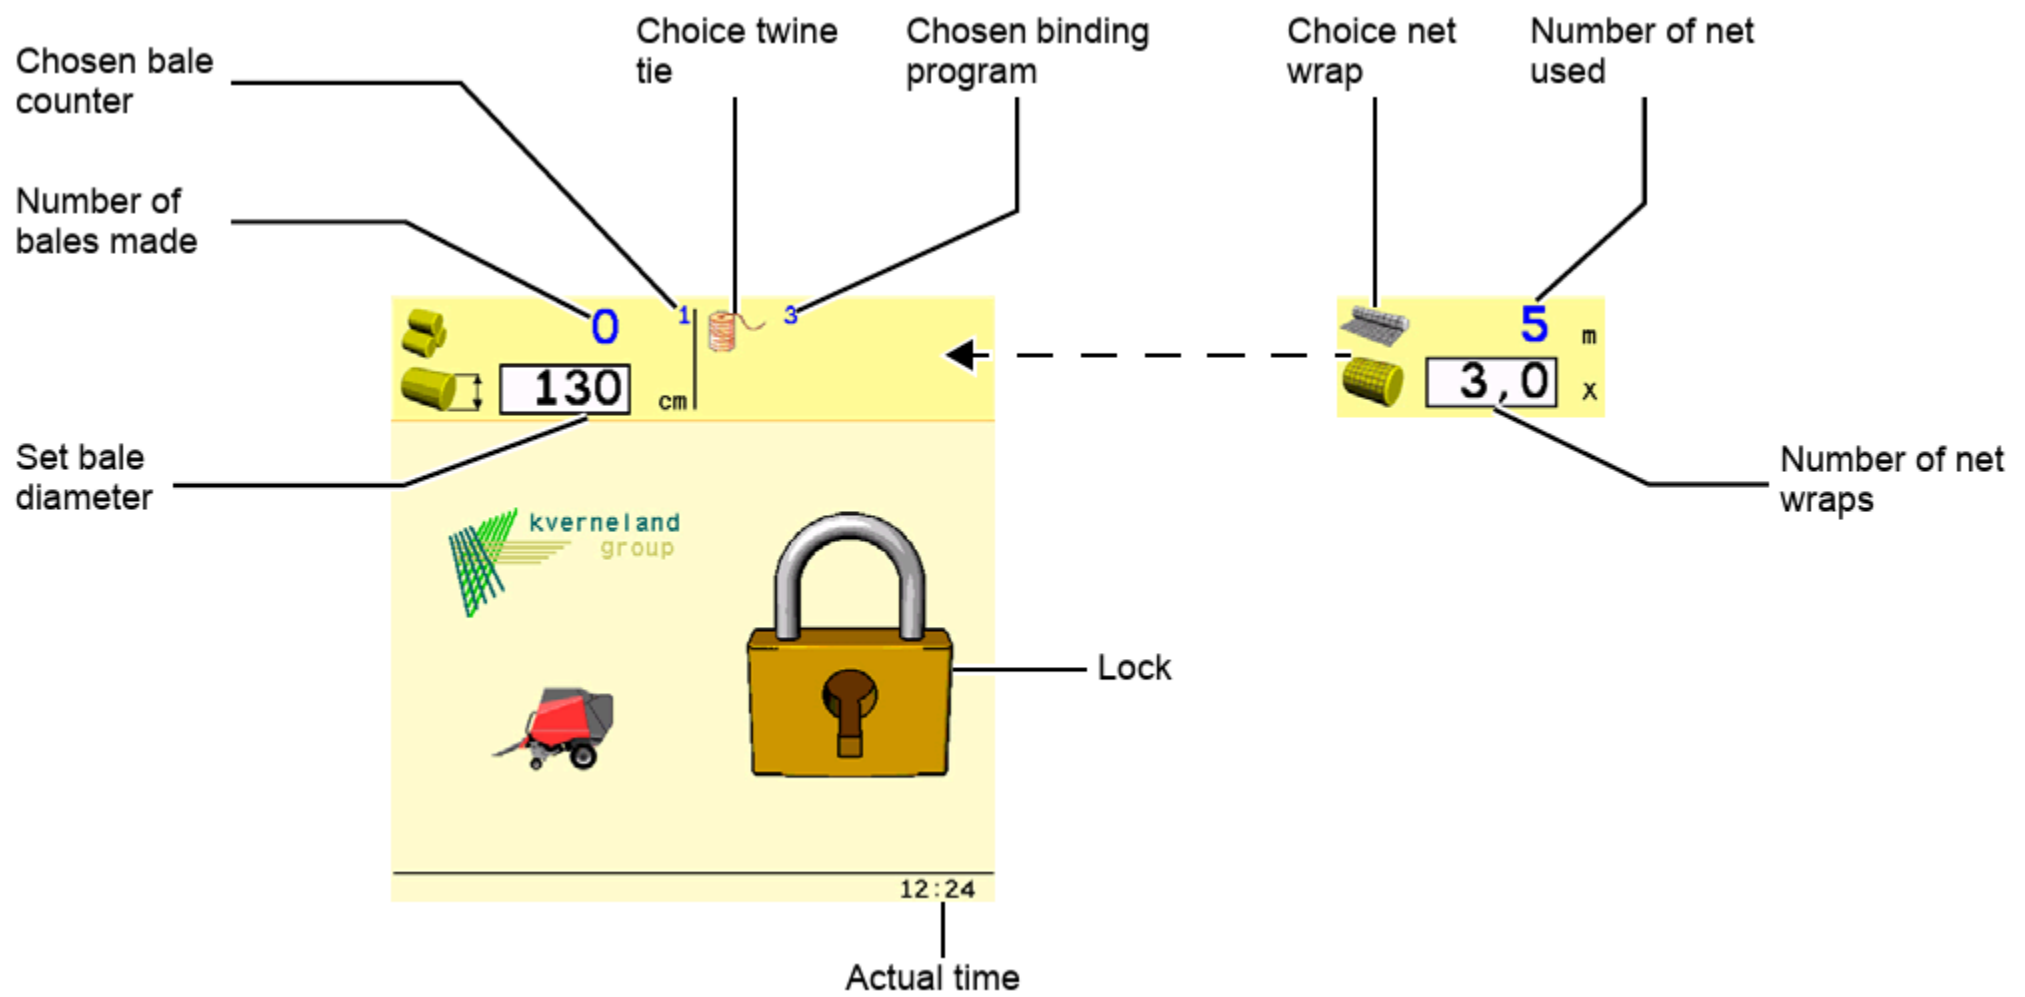 Chosen bale
counter
Choice twine
tie
Chosen binding
program
Choice net
wrap
Number of net
used
Number of
bales made
0
1
3
130
cm
5
m
3,0
x
Set bale
diameter
Number of net
wraps
kverneland
group
Lock
12:24
Actual time